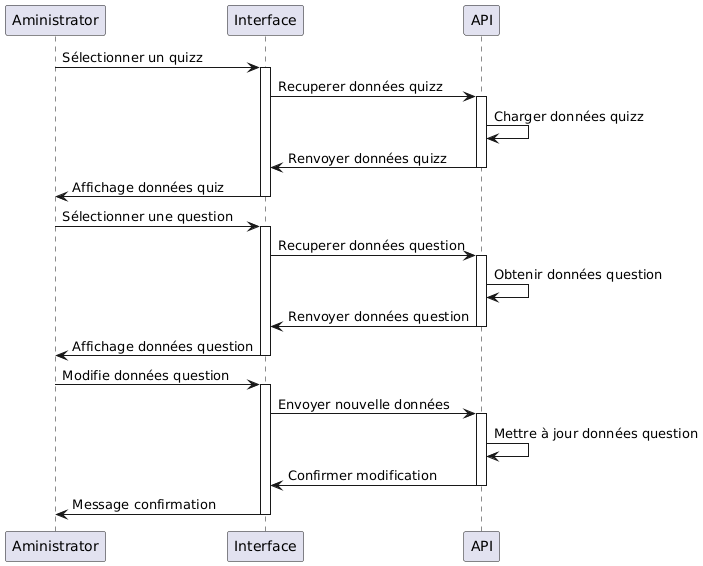 Aministrator Interface API
Sélectionner un quizz
Recuperer données quizz
Charger données quizz
Renvoyer données quizz
Affichage données quiz
Sélectionner une question
Recuperer données question
Obtenir données question
Renvoyer données question
Affichage données question
Modifie données question
Envoyer nouvelle données
Mettre à jour données question
Confirmer modification
Message confirmation
Aministrator Interface API